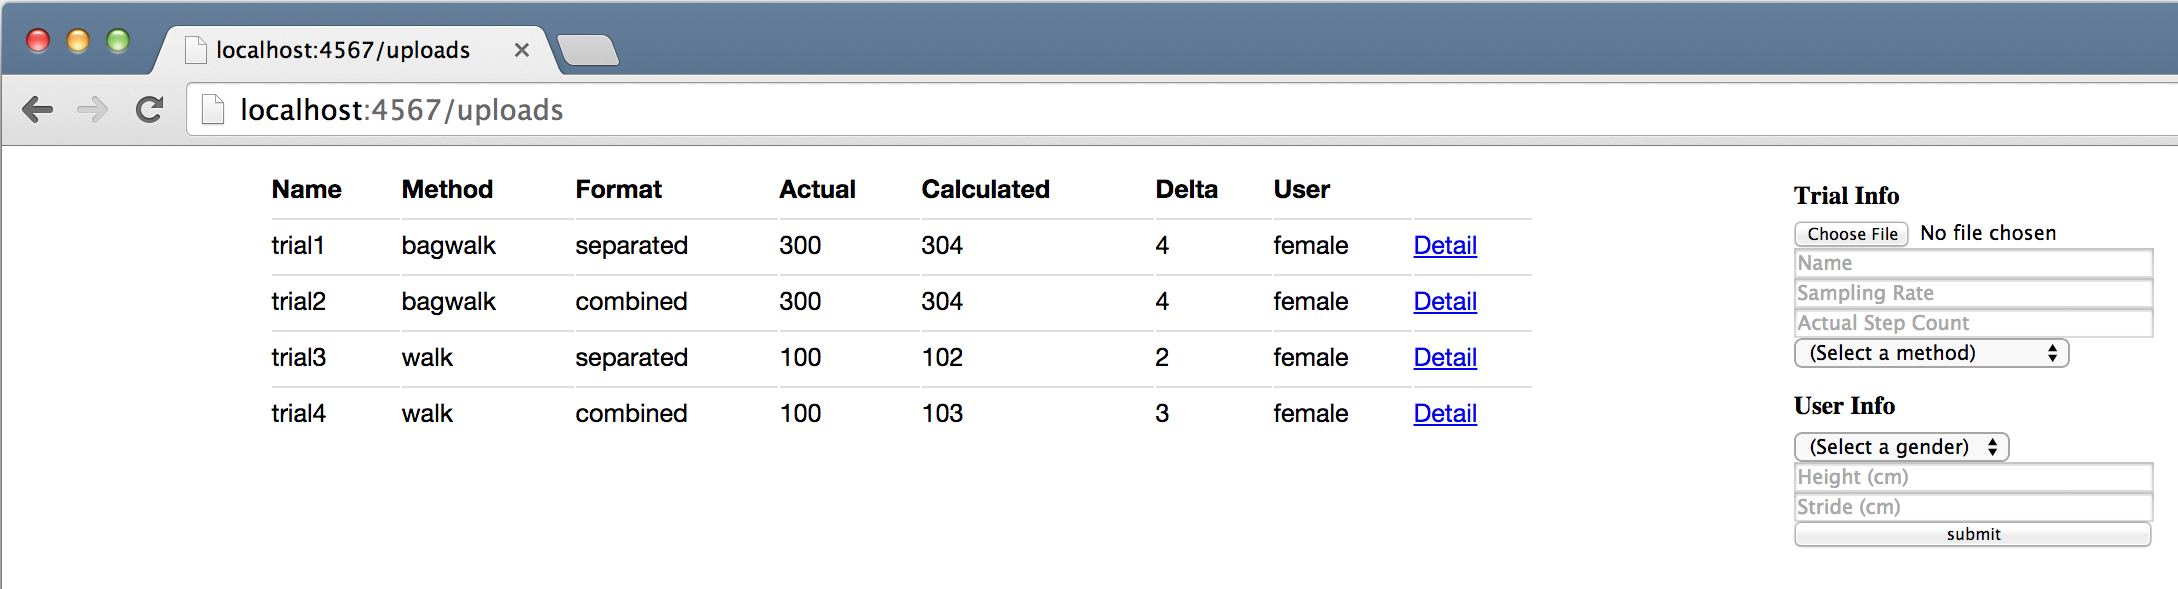 localhost:4567/uploads
localhost:4567/uploads
Name Method Format Actual Calculated Delta User
trial1 bagwalk separated 300 304 4 female Detail
trial2 bagwalk combined 300 304 4 female Detail
trial3 walk separated 100 102 2 female Detail
trial4 walk combined 100 103 3 female Detail
Trial Info
Choose File No file chosen
Name
Sampling Rate
Actual Step Count
(Select a method)
User Info
(Select a gender)
Height (cm)
Stride (cm)
submit